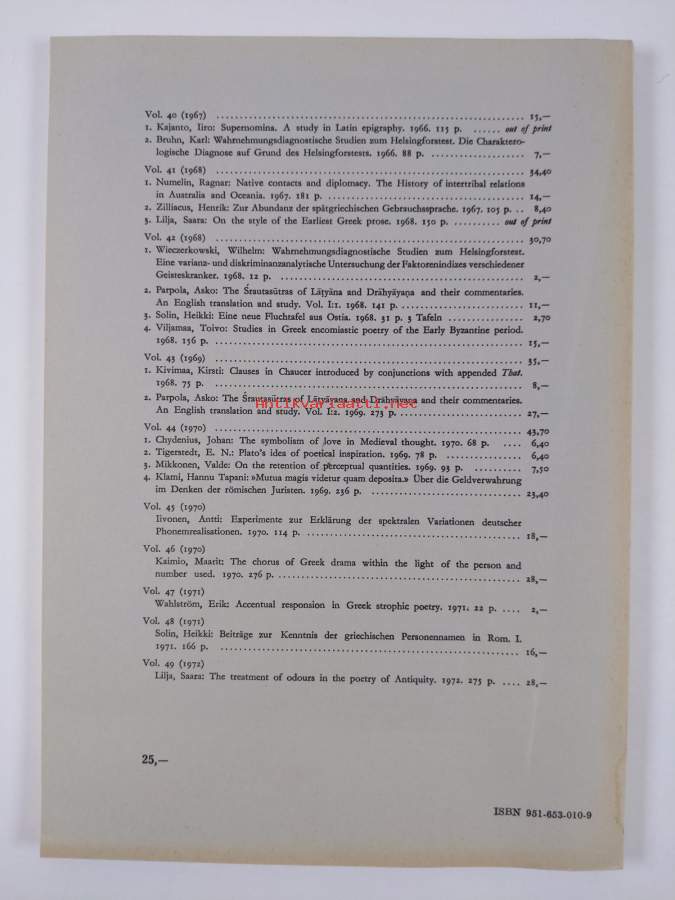 Vol. 40 (1967) ........ 15,—
1. Kajanto, Iiro: Supernomina. A study in Latin epigraphy. 1966. 115 p. ...... out of print
2. Bruhn, Karl: Wahrnehmungsdiagnostische Studien zum Helsingforstest. Die Charaktero-
logische Diagnose auf Grund des Helsingforstests. 1966. 88 p. ........ 7,—
Vol. 41 (1968) ........ 34,40
1. Numelin, Ragnar: Native contacts and diplomacy. The History of intertribal relations
in Australia and Oceania. 1967. 181 p. ........ 14,—
2. Zilliacus, Henrik: Zur Abundanz der spätgriechischen Gebrauchssprache. 1967. 105 p. .. 8,40
3. Lilja, Saara: On the style of the Earliest Greek prose. 1968. 150 p. ........ out of print
Vol. 42 (1968) ........ 30,70
1. Wieczerkowski, Wilhelm: Wahrnehmungsdiagnostische Studien zum Helsingforstest.
Eine varianz- und diskriminanzanalytische Untersuchung der Faktorenindizes verschiedener
Geisteskranker. 1968. 12 p. ........ 2,—
2. Parpola, Asko: The Śrautasūtras of Lāṭyāna and Drāhyāyaṇa and their commentaries.
An English translation and study. Vol. I:1. 1968. 141 p. ........ 11,—
3. Solin, Heikki: Eine neue Fluchtafel aus Ostia. 1968. 31 p. 3 Tafeln ........ 2,70
4. Viljamaa, Toivo: Studies in Greek encomiastic poetry of the Early Byzantine period.
1968. 156 p. ........ 15,—
Vol. 43 (1969) ........ 35,—
1. Kivimaa, Kirsti: Clauses in Chaucer introduced by conjunctions with appended That.
1968. 75 p. ........ 8,—
2. Parpola, Asko: The Śrautasūtras of Lāṭyāyana and Drāhyāyaṇa and their commentaries.
antikvariaatti.net
An English translation and study. Vol. I:2. 1969. 273 p. ........ 27,—
Vol. 44 (1970) ........ 43,70
1. Chydenius, Johan: The symbolism of love in Medieval thought. 1970. 68 p. .... 6,40
2. Tigerstedt, E. N.: Plato's idea of poetical inspiration. 1969. 78 p. ........ 6,40
3. Mikkonen, Valde: On the retention of perceptual quantities. 1969. 93 p. ........ 7,50
4. Klami, Hannu Tapani: »Mutua magis videtur quam deposita.» Über die Geldverwahrung
im Denken der römischen Juristen. 1969. 236 p. ........ 23,40
Vol. 45 (1970)
Iivonen, Antti: Experimente zur Erklärung der spektralen Variationen deutscher
Phonemrealisationen. 1970. 114 p. ........ 18,—
Vol. 46 (1970)
Kaimio, Maarit: The chorus of Greek drama within the light of the person and
number used. 1970. 276 p. ........ 28,—
Vol. 47 (1971)
Wahlström, Erik: Accentual responsion in Greek strophic poetry. 1971. 22 p. .... 2,—
Vol. 48 (1971)
Solin, Heikki: Beiträge zur Kenntnis der griechischen Personennamen in Rom. I.
1971. 166 p. ........ 16,—
Vol. 49 (1972)
Lilja, Saara: The treatment of odours in the poetry of Antiquity. 1972. 275 p. .... 28,—
25,—
ISBN 951-653-010-9